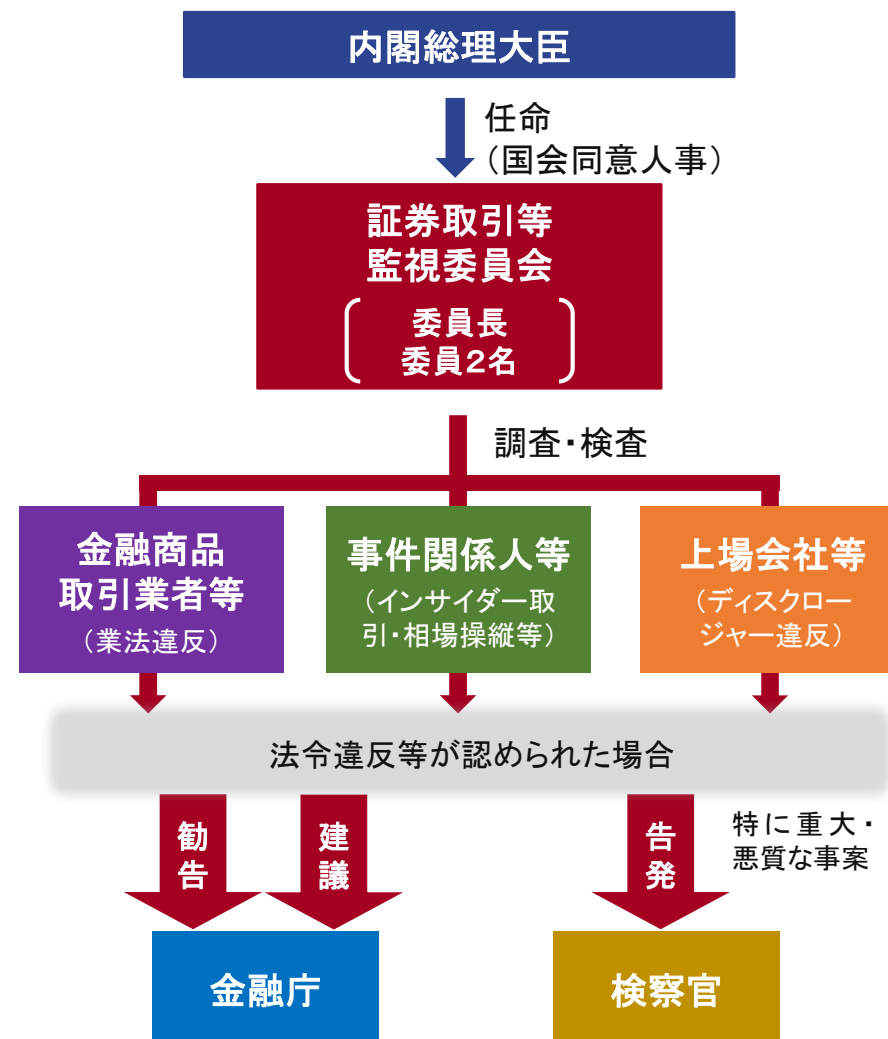 内閣総理大臣
任命
（国会同意人事）
証券取引等
監視委員会
委員長
委員2名
調査・検査
金融商品
取引業者等
（業法違反）
事件関係人等
（インサイダー取
引・相場操縦等）
上場会社等
（ディスクロー
ジャー違反）
法令違反等が認められた場合
勧告
建議
告発
特に重大・
悪質な事案
金融庁
検察官